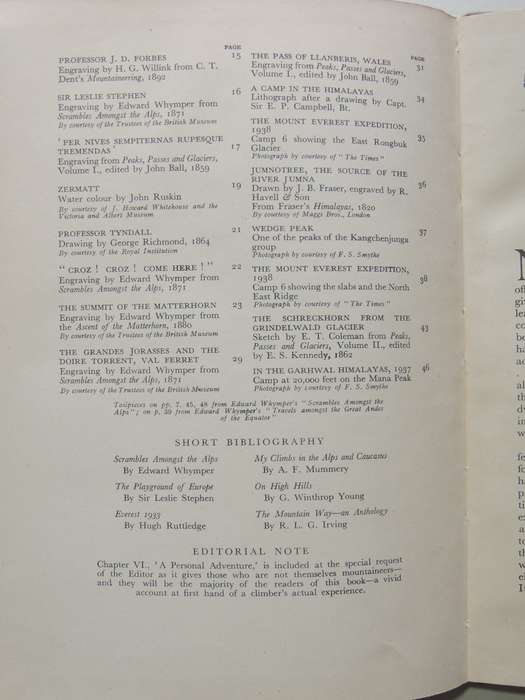 PAGE
PROFESSOR J. D. FORBES 15
Engraving by H. G. Willink from C. T.
Dent's Mountaineering, 1892
SIR LESLIE STEPHEN 16
Engraving by Edward Whymper from
Scrambles Amongst the Alps, 1871
By courtesy of the Trustees of the British Museum
'PER NIVES SEMPITERNAS RUPESQUE
TREMENDAS' 17
Engraving from Peaks, Passes and Glaciers,
Volume I., edited by John Ball, 1859
ZERMATT 19
Water colour by John Ruskin
By courtesy of J. Howard Whitehouse and the
Victoria and Albert Museum
PROFESSOR TYNDALL 21
Drawing by George Richmond, 1864
By courtesy of the Royal Institution
"CROZ! CROZ! COME HERE!" 22
Engraving by Edward Whymper from
Scrambles Amongst the Alps, 1871
THE SUMMIT OF THE MATTERHORN 23
Engraving by Edward Whymper from
the Ascent of the Matterhorn, 1880
By courtesy of the Trustees of the British Museum
THE GRANDES JORASSES AND THE
DOIRE TORRENT, VAL FERRET 29
Engraving by Edward Whymper from
Scrambles Amongst the Alps, 1871
By courtesy of the Trustees of the British Museum
PAGE
THE PASS OF LLANBERIS, WALES 31
Engraving from Peaks, Passes and Glaciers,
Volume I., edited by John Ball, 1859
A CAMP IN THE HIMALAYAS 34
Lithograph after a drawing by Capt.
Sir E. P. Campbell, Bt.
THE MOUNT EVEREST EXPEDITION,
1938 35
Camp 6 showing the East Rongbuk
Glacier
Photograph by courtesy of "The Times"
JUMNOTREE, THE SOURCE OF THE
RIVER JUMNA 36
Drawn by J. B. Fraser, engraved by R.
Havell & Son
From Fraser's Himalayas, 1820
By courtesy of Maggs Bros., London
WEDGE PEAK 37
One of the peaks of the Kangchenjunga
group
Photograph by courtesy of F. S. Smythe
THE MOUNT EVEREST EXPEDITION,
1938 38
Camp 6 showing the slabs and the North
East Ridge
Photograph by courtesy of "The Times"
THE SCHRECKHORN FROM THE
GRINDELWALD GLACIER 43
Sketch by E. T. Coleman from Peaks,
Passes and Glaciers, Volume II., edited
by E. S. Kennedy, 1862
IN THE GARHWAL HIMALAYAS, 1937 46
Camp at 20,000 feet on the Mana Peak
Photograph by courtesy of F. S. Smythe
Tailpieces on pp. 7, 45, 48 from Edward Whymper's "Scrambles Amongst the
Alps"; on p. 39 from Edward Whymper's "Travels amongst the Great Andes
of the Equator"
SHORT BIBLIOGRAPHY
Scrambles Amongst the Alps
By Edward Whymper
The Playground of Europe
By Sir Leslie Stephen
Everest 1933
By Hugh Ruttledge
My Climbs in the Alps and Caucasus
By A. F. Mummery
On High Hills
By G. Winthrop Young
The Mountain Way—an Anthology
By R. L. G. Irving
EDITORIAL NOTE
Chapter VI., 'A Personal Adventure,' is included at the special request
of the Editor as it gives those who are not themselves mountaineers—
and they will be the majority of the readers of this book—a vivid
account at first hand of a climber's actual experience.